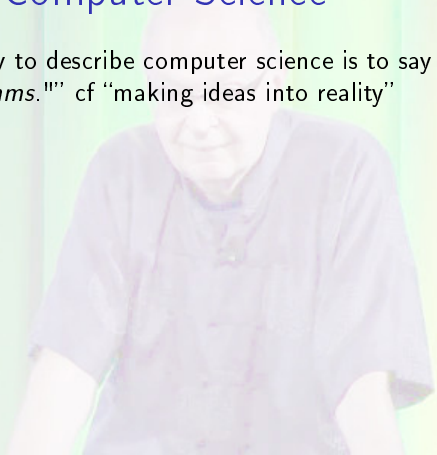 Computer Science
y to describe computer science is to say
ms."” cf “making ideas into reality”